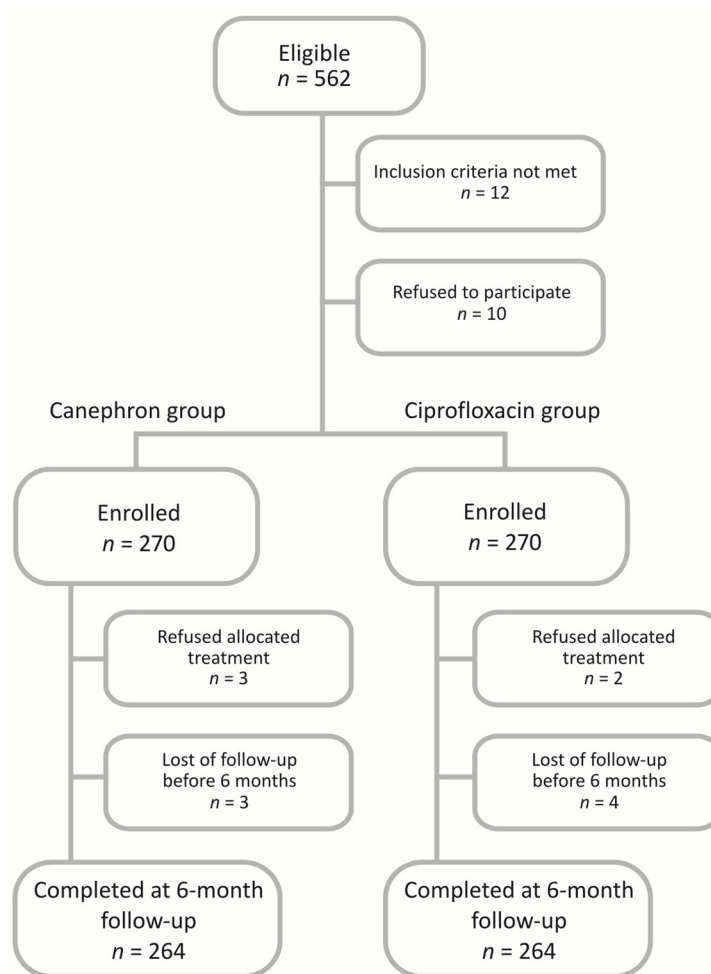 Eligible
n = 562
Inclusion criteria not met
n = 12
Refused to participate
n = 10
Canephron group
Ciprofloxacin group
Enrolled
n = 270
Enrolled
n = 270
Refused allocated
treatment
n = 3
Refused allocated
treatment
n = 2
Lost of follow-up
before 6 months
n = 3
Lost of follow-up
before 6 months
n = 4
Completed at 6-month
follow-up
n = 264
Completed at 6-month
follow-up
n = 264